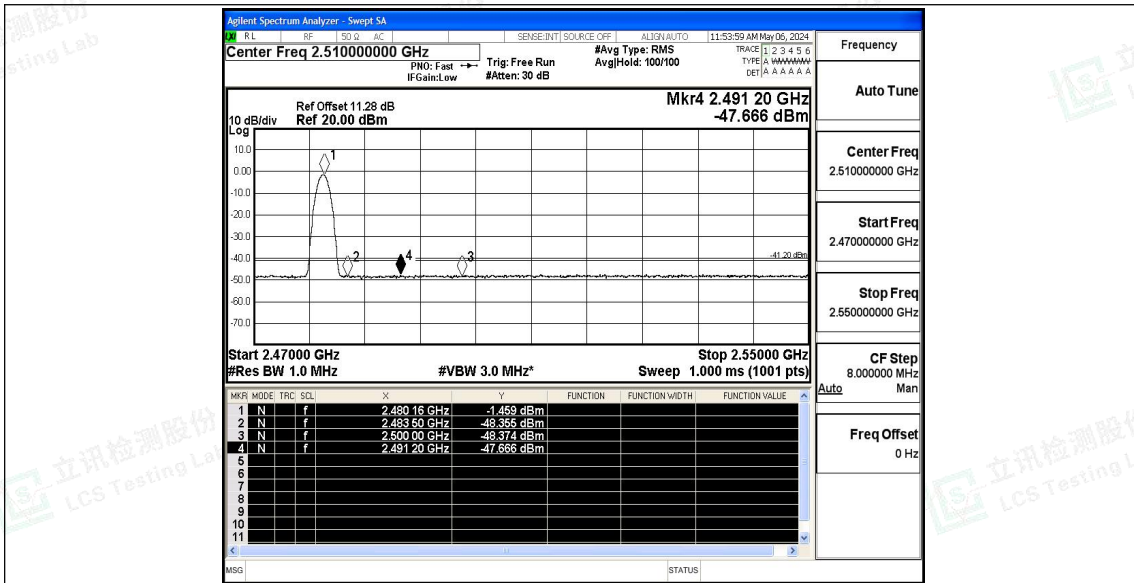 Agilent Spectrum Analyzer - Swept SA
LXI RL RF 50 Ω AC SENSE:INT SOURCE OFF ALIGN AUTO 11:53:59 AM May 06, 2024
Center Freq 2.510000000 GHz
PNO: Fast
IFGain:Low
Trig: Free Run
#Atten: 30 dB
#Avg Type: RMS
Avg|Hold: 100/100
TRACE 1 2 3 4 5 6
TYPE A WWWWW
DET A A A A A A
Mkr4 2.491 20 GHz
-47.666 dBm
Ref Offset 11.28 dB
10 dB/div Ref 20.00 dBm
Log
10.0
0.00
-10.0
-20.0
-30.0
-40.0
-50.0
-60.0
-70.0
1
2
4
3
-41.20 dBm
Start 2.47000 GHz Stop 2.55000 GHz
#Res BW 1.0 MHz #VBW 3.0 MHz* Sweep 1.000 ms (1001 pts)
MKR MODE TRC SCL X Y FUNCTION FUNCTION WIDTH FUNCTION VALUE
1 N f 2.480 16 GHz -1.459 dBm
2 N f 2.483 50 GHz -48.355 dBm
3 N f 2.500 00 GHz -48.374 dBm
4 N f 2.491 20 GHz -47.666 dBm
5
6
7
8
9
10
11
MSG STATUS
Frequency
Auto Tune
Center Freq
2.510000000 GHz
Start Freq
2.470000000 GHz
Stop Freq
2.550000000 GHz
CF Step
8.000000 MHz
Auto Man
Freq Offset
0 Hz
测股份
esting Lab
立讯检测股份
LCS Testing Lab
立讯检测股份
LCS Testing L